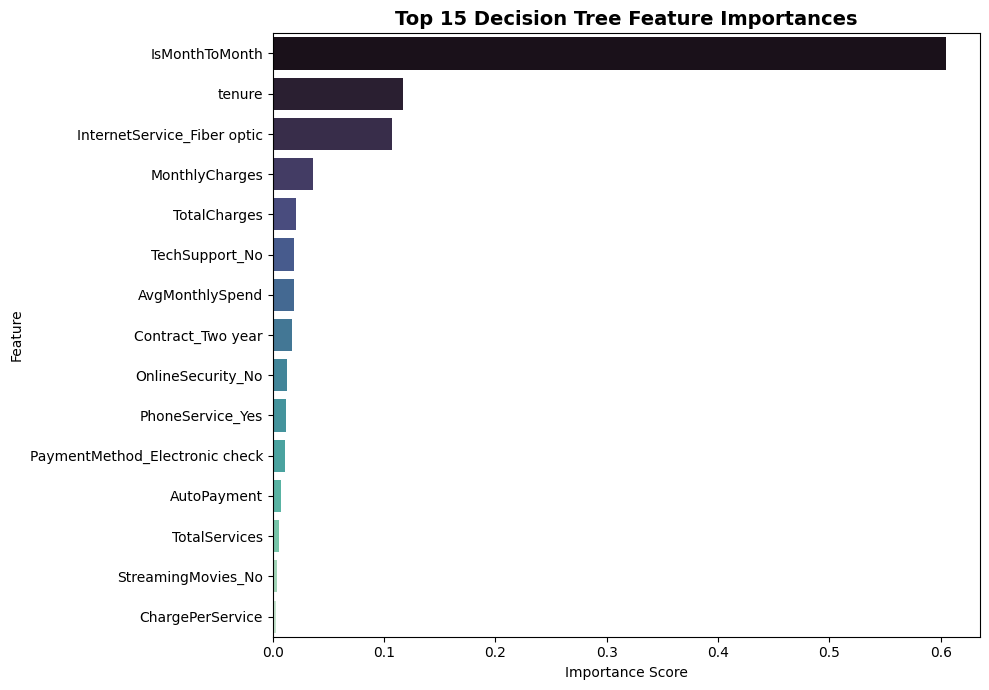 Top 15 Decision Tree Feature Importances
IsMonthToMonth
tenure
InternetService_Fiber optic
MonthlyCharges
TotalCharges
TechSupport_No
AvgMonthlySpend
Contract_Two year
OnlineSecurity_No
PhoneService_Yes
PaymentMethod_Electronic check
AutoPayment
TotalServices
StreamingMovies_No
ChargePerService
Feature
0.0 0.1 0.2 0.3 0.4 0.5 0.6
Importance Score